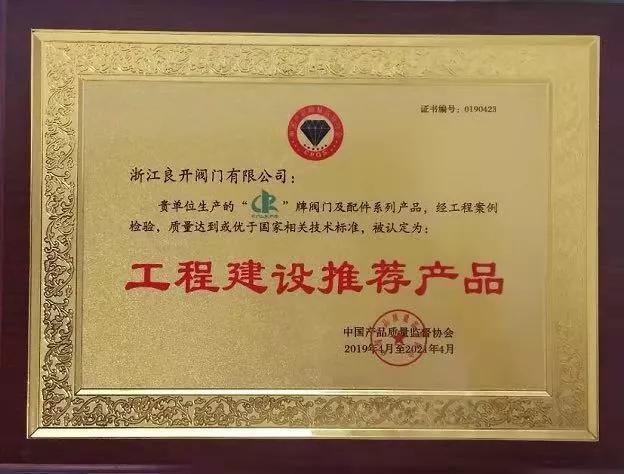 证书编号：0190423
CPQS
浙江良开阀门有限公司：
贵单位生产的“ ”牌阀门及配件系列产品，经工程案例
检验，质量达到或优于国家相关技术标准，被认定为：
工程建设推荐产品
中国产品质量监督协会
2019年4月至2021年4月